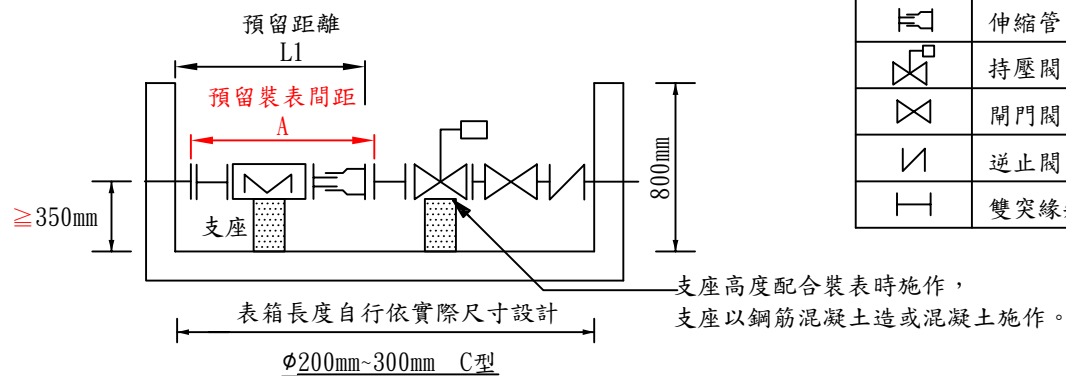 預留距離
L1
預留裝表間距
A
≧350mm
支座
800mm
支座高度配合裝表時施作，
支座以鋼筋混凝土造或混凝土施作。
表箱長度自行依實際尺寸設計
Φ200mm~300mm C型
伸縮管
持壓閥
閘門閥
逆止閥
雙突緣